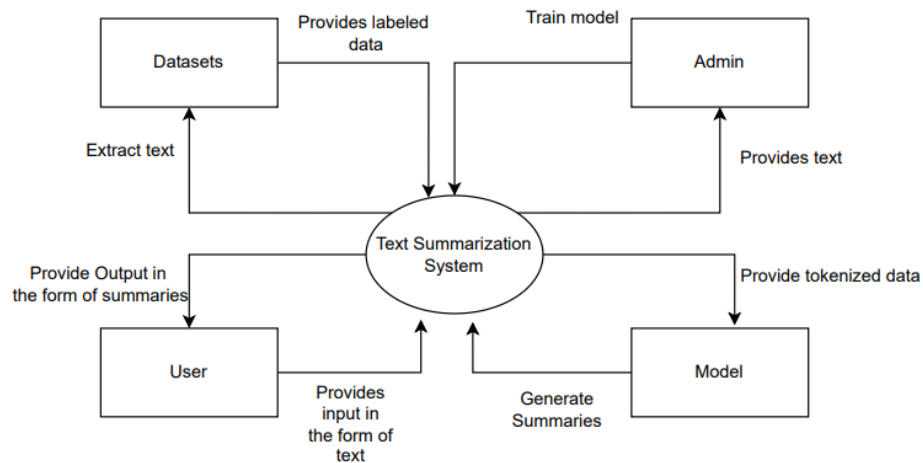 Provides labeled
data
Train model
Datasets
Admin
Extract text
Provides text
Text Summarization
System
Provide Output in
the form of summaries
Provide tokenized data
User
Model
Provides
input in
the form of
text
Generate
Summaries